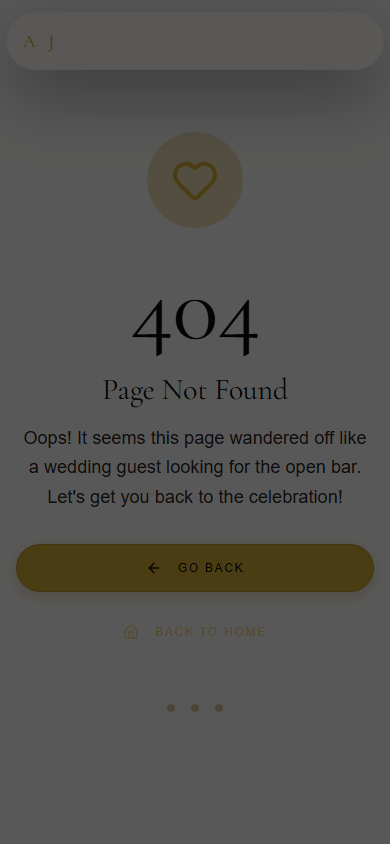 A J
404
Page Not Found
Oops! It seems this page wandered off like
a wedding guest looking for the open bar.
Let's get you back to the celebration!
GO BACK
BACK TO HOME